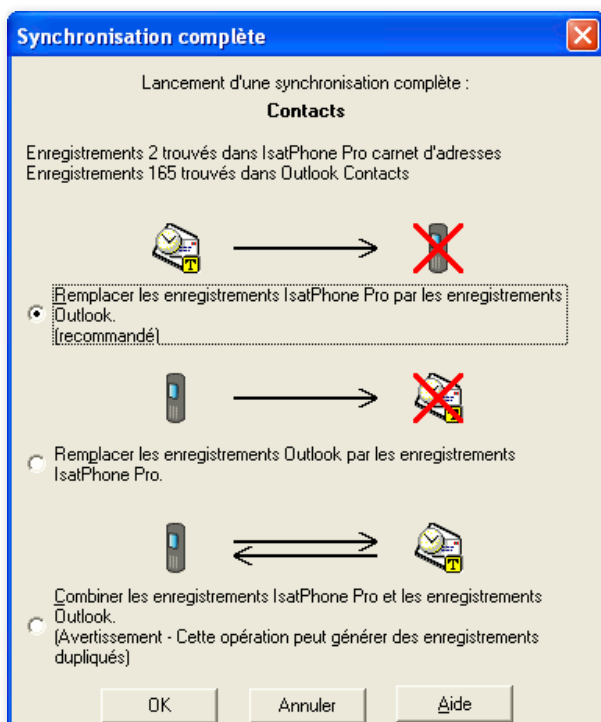 Synchronisation complète
Lancement d'une synchronisation complète :
Contacts
Enregistrements 2 trouvés dans IsatPhone Pro carnet d'adresses
Enregistrements 165 trouvés dans Outlook Contacts
T
Remplacer les enregistrements IsatPhone Pro par les enregistrements
Outlook.
(recommandé)
T
Remplacer les enregistrements Outlook par les enregistrements
IsatPhone Pro.
T
Combiner les enregistrements IsatPhone Pro et les enregistrements
Outlook.
(Avertissement - Cette opération peut générer des enregistrements
dupliqués)
OK Annuler Aide